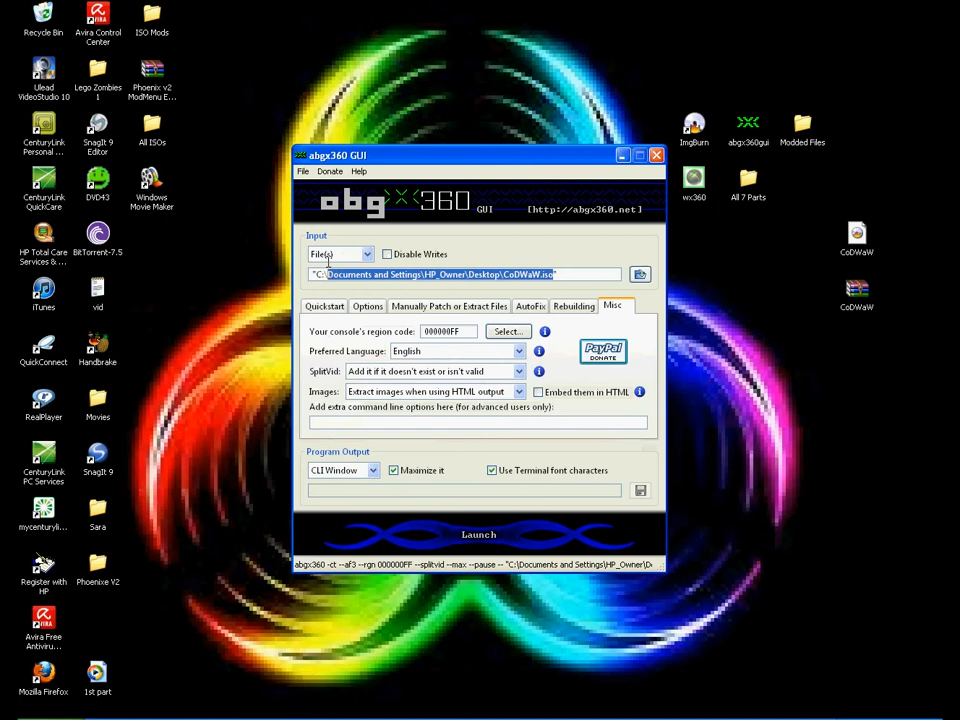 Recycle Bin
Avira Control
Center
ISO Mods
Ulead
VideoStudio 10
Lego Zombies
1
Phoenix v2
ModMenu E...
CenturyLink
Personal ...
SnagIt 9
Editor
All ISOs
CenturyLink
QuickCare
DVD43
Windows
Movie Maker
HP Total Care
Services & ...
BitTorrent-7.5
iTunes
vid
QuickConnect
Handbrake
RealPlayer
Movies
CenturyLink
PC Services
SnagIt 9
mycenturyli...
Sara
Register with
HP
Phoenixe V2
Avira Free
Antiviru...
Mozilla Firefox
1st part
ImgBurn
abgx360gui
Modded Files
wx360
All 7 Parts
CoDWaW
CoDWaW
abgx360 GUI
File
Donate
Help
abgx360
GUI
[http://abgx360.net]
Input
File(s)
Disable Writes
"C:\Documents and Settings\HP_Owner\Desktop\CoDWaW.iso"
Quickstart
Options
Manually Patch or Extract Files
AutoFix
Rebuilding
Misc
Your console's region code:
000000FF
Select...
Preferred Language:
English
PayPal
DONATE
SplitVid:
Add it if it doesn't exist or isn't valid
Images:
Extract images when using HTML output
Embed them in HTML
Add extra command line options here (for advanced users only):
Program Output
CLI Window
Maximize it
Use Terminal font characters
Launch
abgx360 -ct --af3 --rgn 000000FF --splitvid --max --pause -- "C:\Documents and Settings\HP_Owner\D